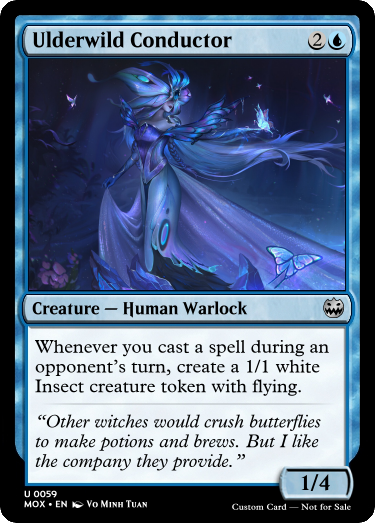 Ulderwild Conductor 2
Creature — Human Warlock
Whenever you cast a spell during an
opponent's turn, create a 1/1 white
Insect creature token with flying.
“Other witches would crush butterflies
to make potions and brews. But I like
the company they provide.”
1/4
U 0059
MOX • EN Vo Minh Tuan
Custom Card — Not for Sale